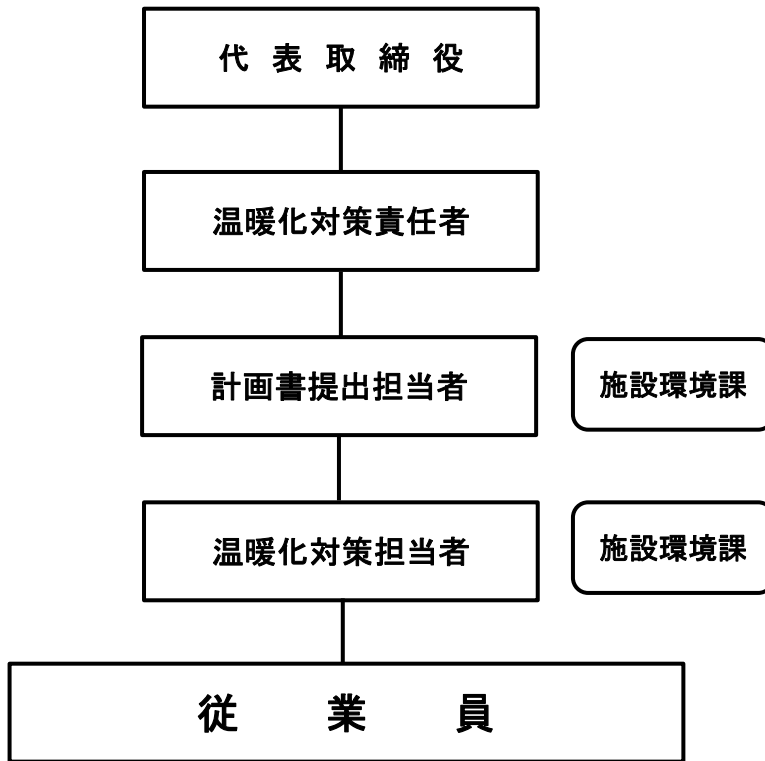 代表取締役
温暖化対策責任者
計画書提出担当者
施設環境課
温暖化対策担当者
施設環境課
従業員